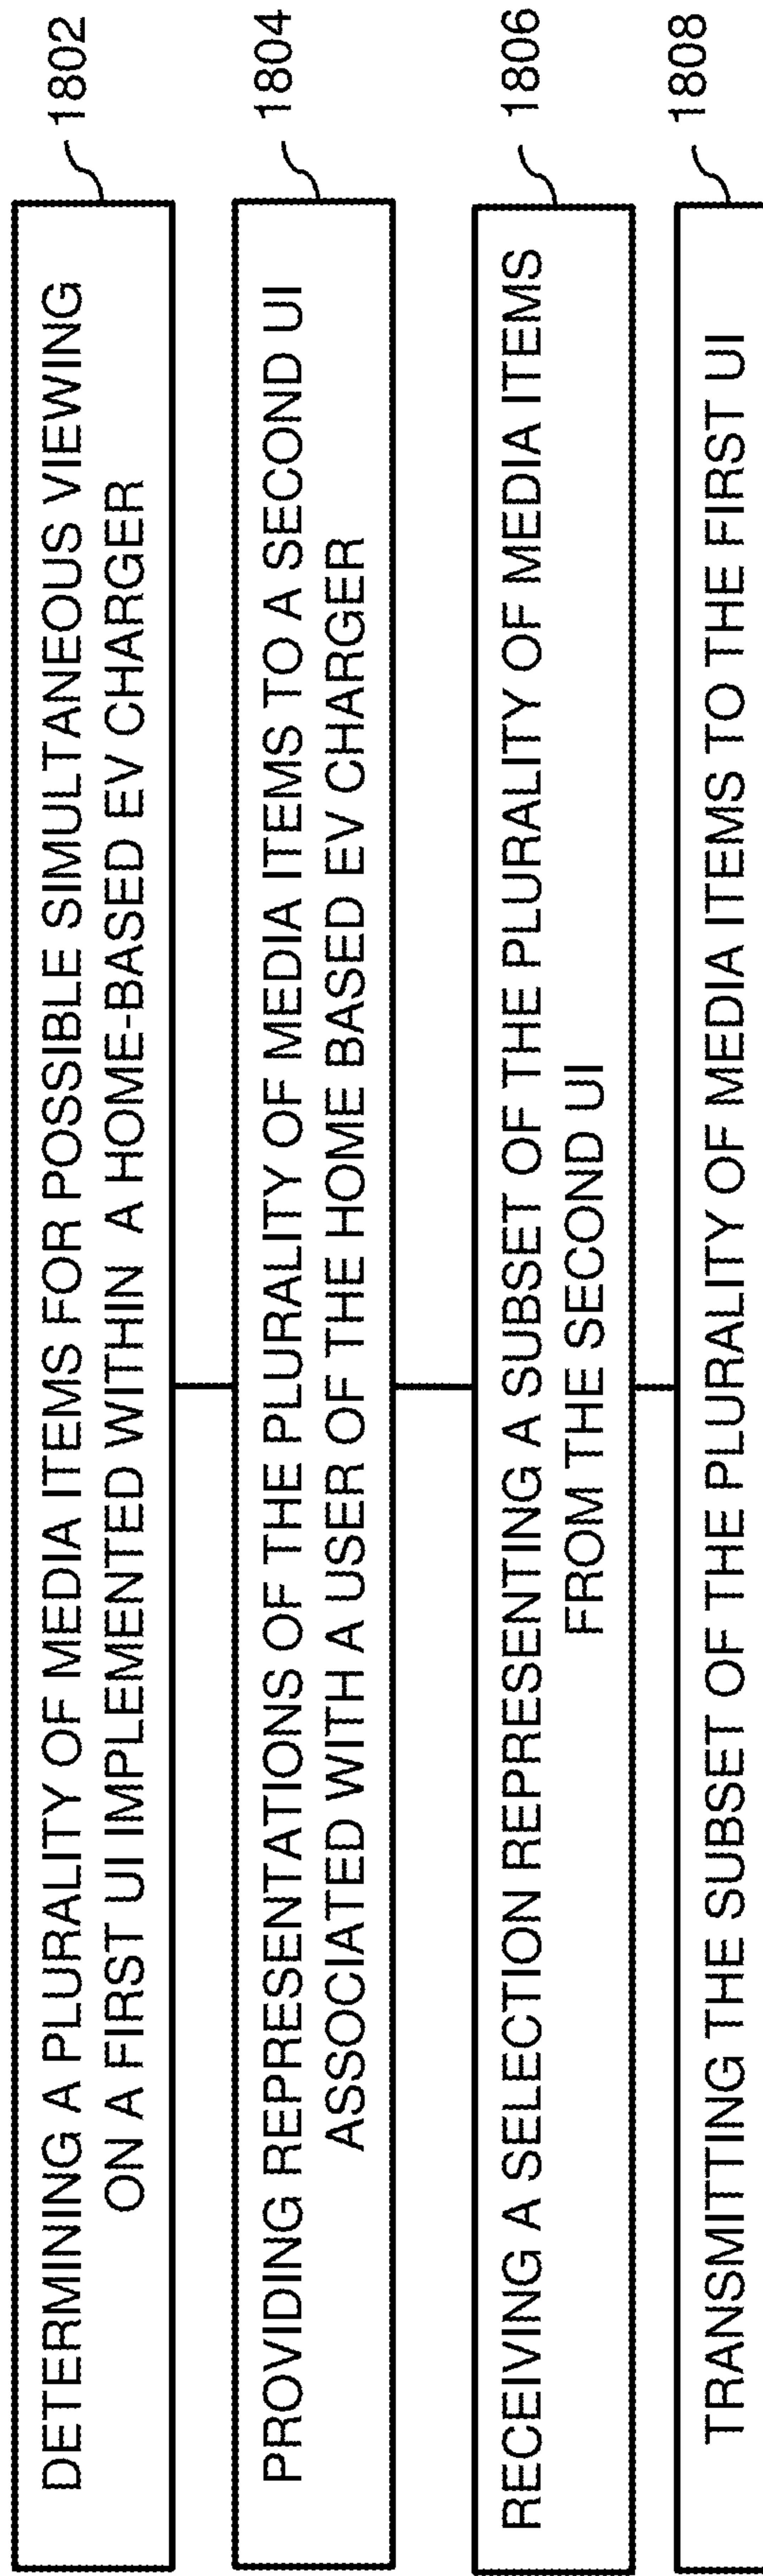 DETERMINING A PLURALITY OF MEDIA ITEMS FOR POSSIBLE SIMULTANEOUS VIEWING
ON A FIRST UI IMPLEMENTED WITHIN A HOME-BASED EV CHARGER
1802
PROVIDING REPRESENTATIONS OF THE PLURALITY OF MEDIA ITEMS TO A SECOND UI
ASSOCIATED WITH A USER OF THE HOME BASED EV CHARGER
1804
RECEIVING A SELECTION REPRESENTING A SUBSET OF THE PLURALITY OF MEDIA ITEMS
FROM THE SECOND UI
1806
TRANSMITTING THE SUBSET OF THE PLURALITY OF MEDIA ITEMS TO THE FIRST UI
1808